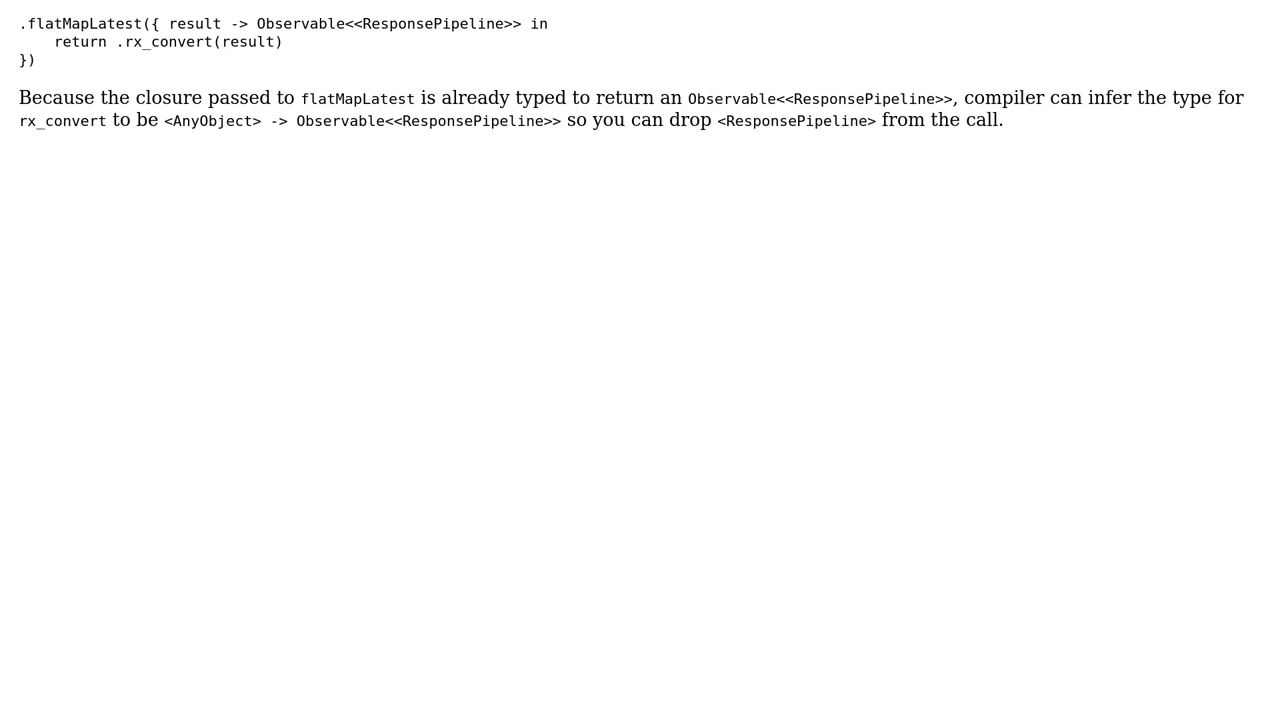 .flatMapLatest({ result -> Observable<<ResponsePipeline>> in
    return .rx_convert(result)
})
Because the closure passed to flatMapLatest is already typed to return an Observable<<ResponsePipeline>>, compiler can infer the type for
rx_convert to be <AnyObject> -> Observable<<ResponsePipeline>> so you can drop <ResponsePipeline> from the call.